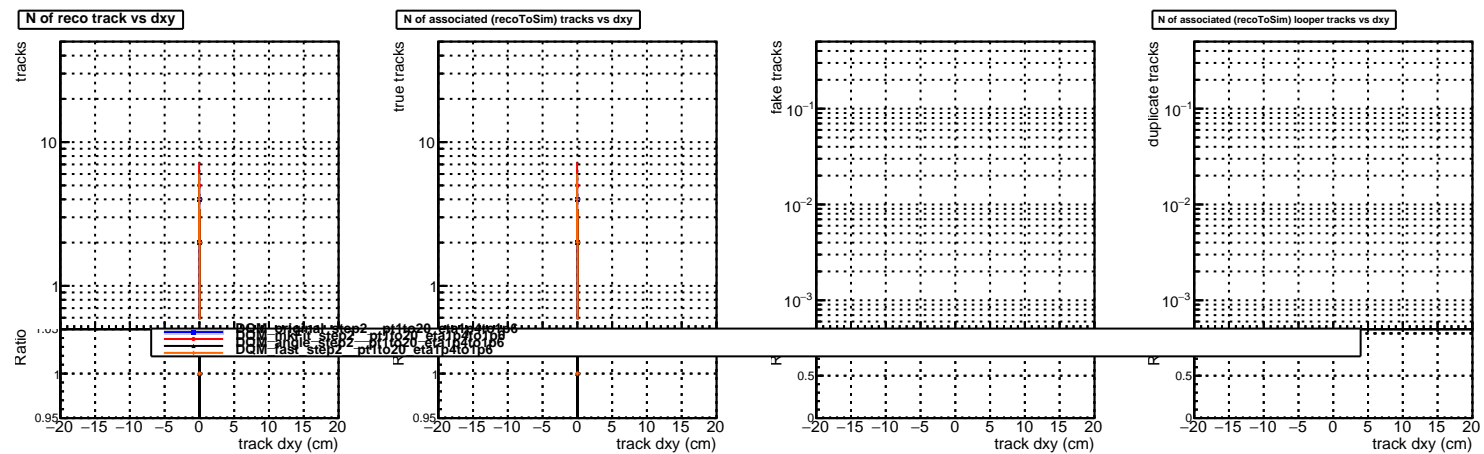 N of reco track vs dxy
tracks
10
1
Ratio
1
0.95
−20 −15 −10 −5 0 5 10 15 20
track dxy (cm)
N of associated (recoToSim) tracks vs dxy
true tracks
10
1
1
0.95
−20 −15 −10 −5 0 5 10 15 20
track dxy (cm)
fake tracks
10−1
10−2
10−3
0.5
0
−20 −15 −10 −5 0 5 10 15 20
track dxy (cm)
N of associated (recoToSim) looper tracks vs dxy
duplicate tracks
10−1
10−2
10−3
0.5
0
−20 −15 −10 −5 0 5 10 15 20
track dxy (cm)
DQM_original_step2__pt1to20_eta1p4to1p6
DQM_angle_step2__pt1to20_eta1p4to1p6
DQM_fast_step2__pt1to20_eta1p4to1p6